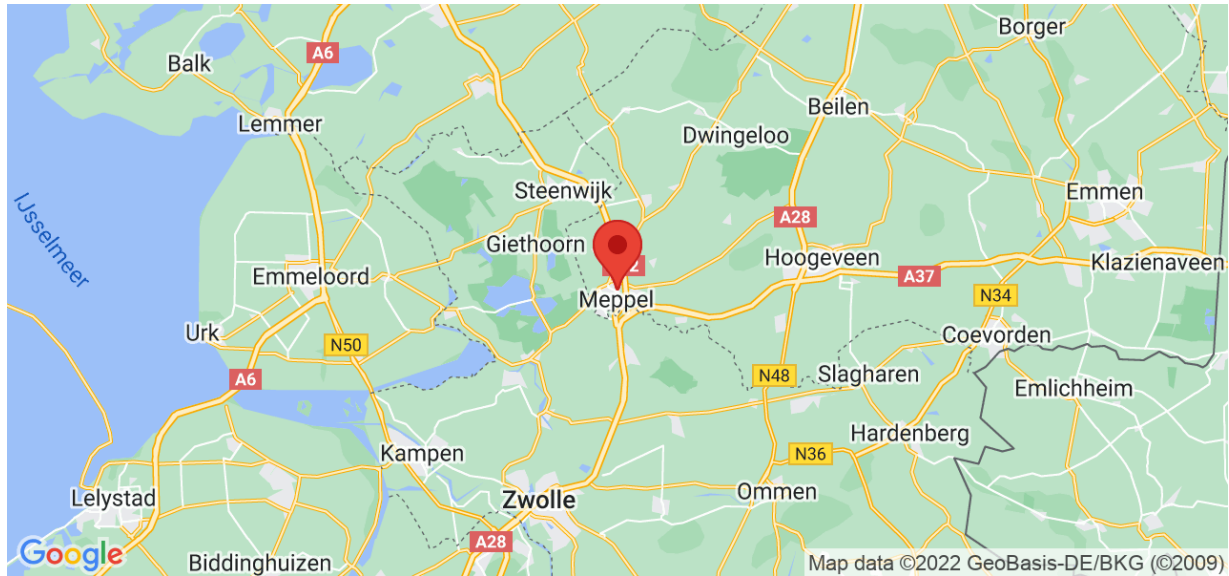 Borger
A6
Balk
Beilen
Lemmer
Dwingeloo
Steenwijk
Emmen
IJsselmeer
A28
Giethoorn
Hoogeveen
Klazienaveen
Emmeloord
A37
Meppel
N34
Urk
N50
Coevorden
A6
N48
Slagharen
Emlichheim
Hardenberg
Kampen
N36
Lelystad
Zwolle
Ommen
A28
Google
Biddinghuizen
Map data ©2022 GeoBasis-DE/BKG (©2009)